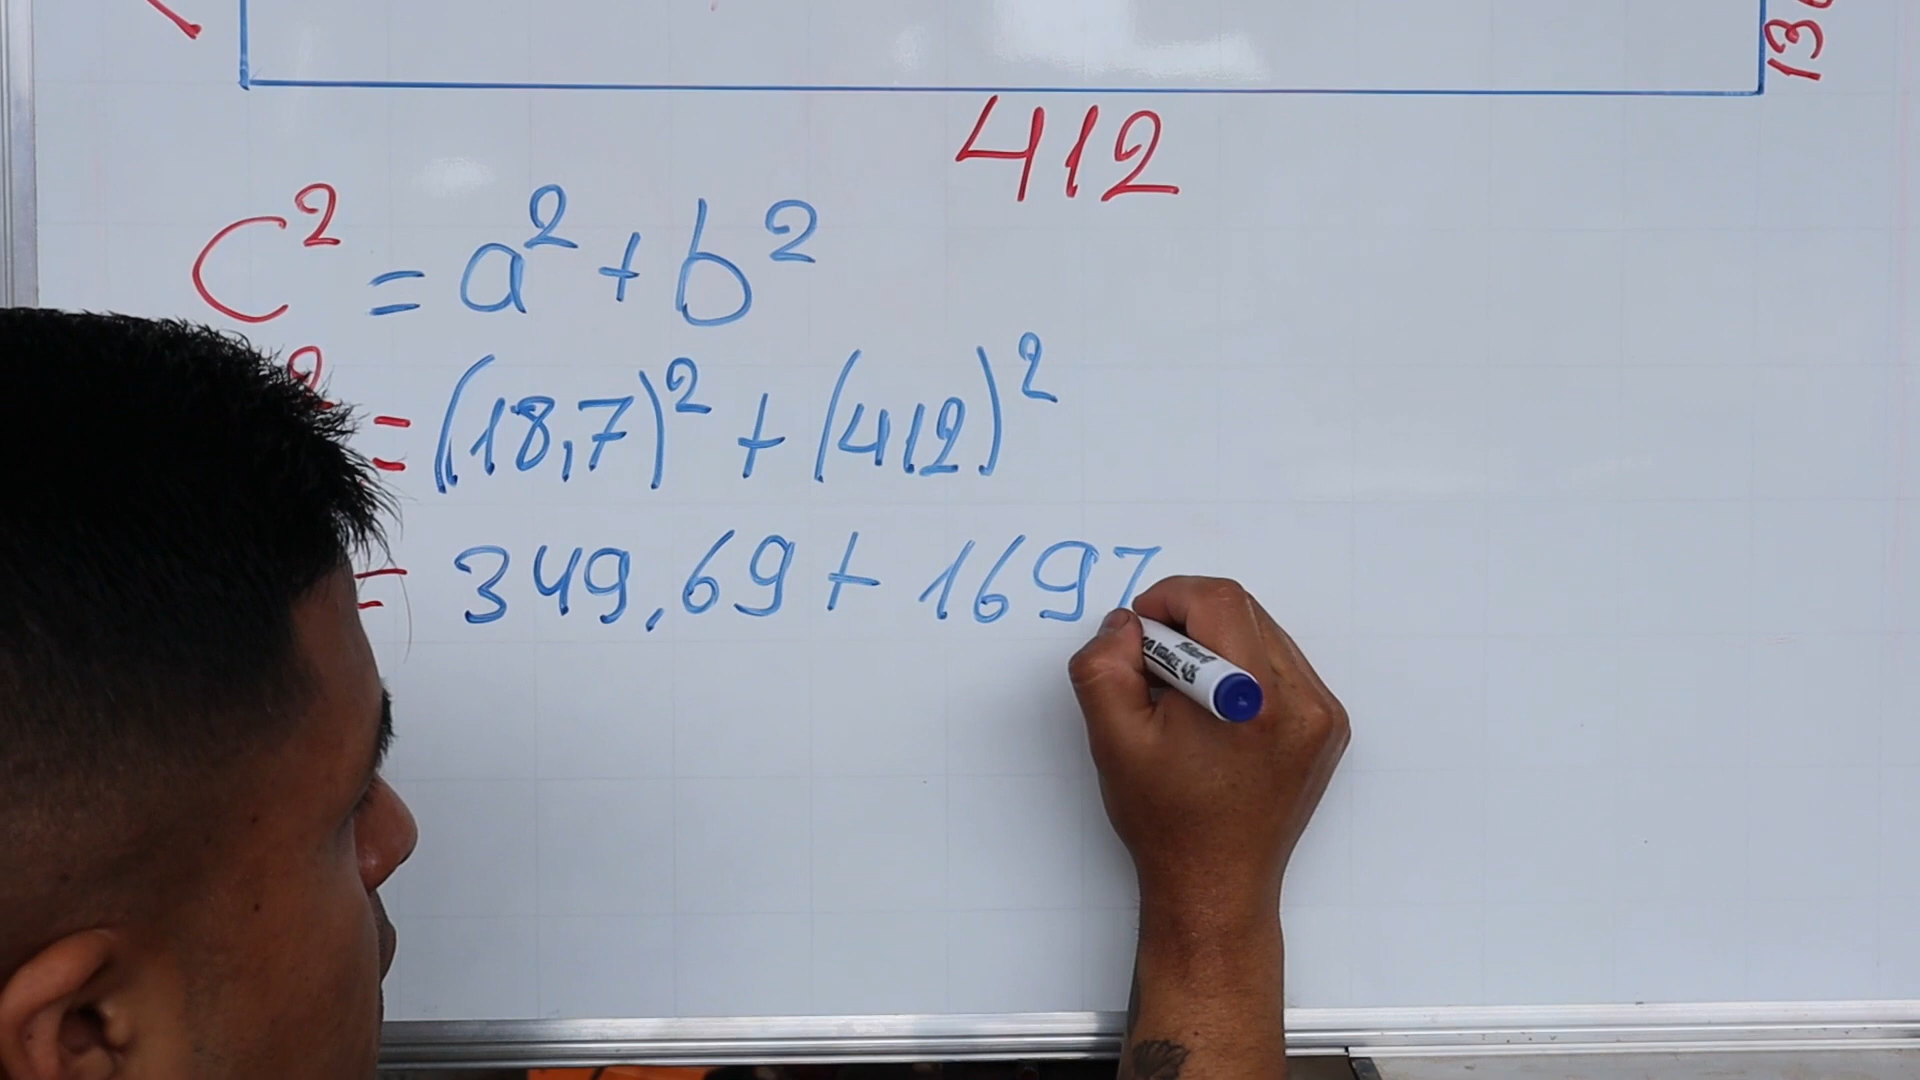 412
C² = a² + b²
= (18,7)² + (412)²
= 349,69 + 1697